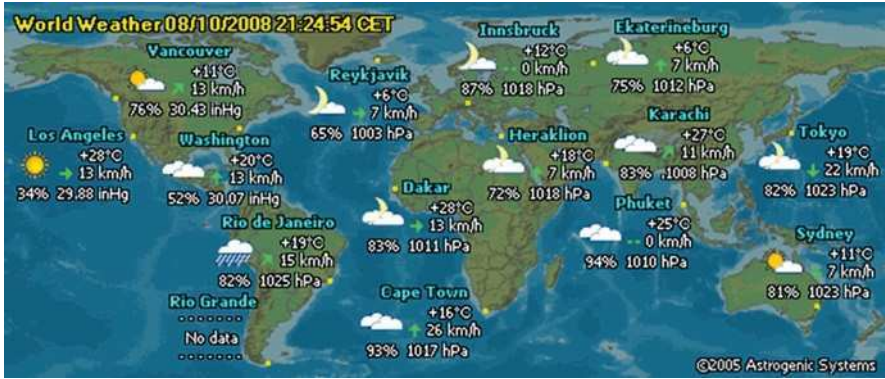 World Weather 08/10/2008 21:24:54 CET
Vancouver
+11°C
13 km/h
76% 30.43 inHg
Reykjavik
+6°C
7 km/h
65% 1003 hPa
Innsbruck
+12°C
0 km/h
87% 1018 hPa
Ekaterineburg
+6°C
7 km/h
75% 1012 hPa
Los Angeles
+28°C
13 km/h
34% 29.88 inHg
Washington
+20°C
13 km/h
52% 30.07 inHg
Heraklion
+18°C
7 km/h
72% 1018 hPa
Karachi
+27°C
11 km/h
83% 1008 hPa
Tokyo
+19°C
22 km/h
82% 1023 hPa
Dakar
+28°C
13 km/h
83% 1011 hPa
Phuket
+25°C
0 km/h
94% 1010 hPa
Rio de Janeiro
+19°C
15 km/h
82% 1025 hPa
Sydney
+11°C
7 km/h
81% 1023 hPa
Rio Grande
-------
No data
-------
Cape Town
+16°C
26 km/h
93% 1017 hPa
©2005 Astrogenic Systems